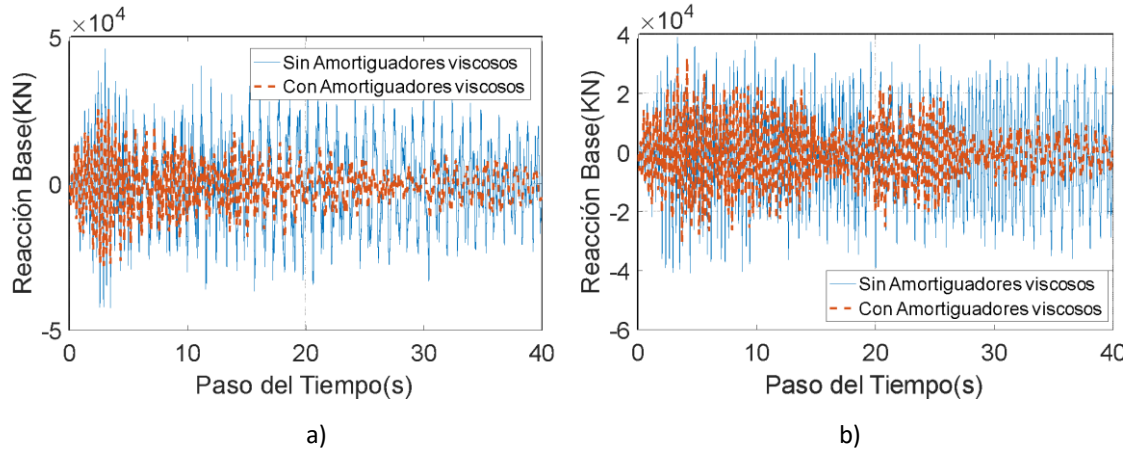 ×10⁴
5
0
-5
Reacción Base(KN)
Sin Amortiguadores viscosos
Con Amortiguadores viscosos
0
10
20
30
40
Paso del Tiempo(s)
a)
×10⁴
4
2
0
-2
-4
-6
Reacción Base(KN)
Sin Amortiguadores viscosos
Con Amortiguadores viscosos
0
10
20
30
40
Paso del Tiempo(s)
b)